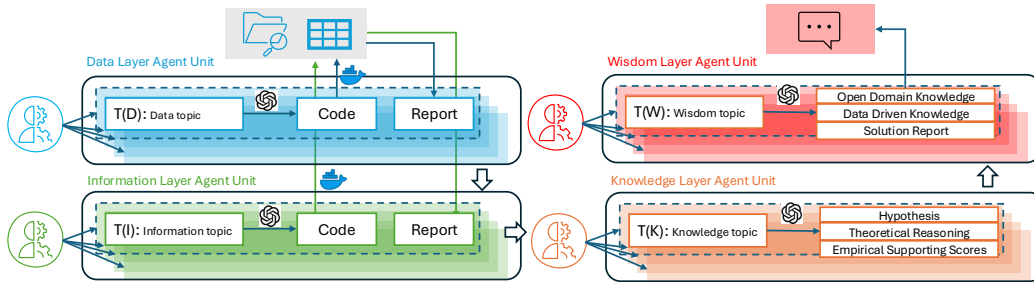 Data Layer Agent Unit
T(D): Data topic
Code
Report
Information Layer Agent Unit
T(I): Information topic
Code
Report
Wisdom Layer Agent Unit
T(W): Wisdom topic
Open Domain Knowledge
Data Driven Knowledge
Solution Report
Knowledge Layer Agent Unit
T(K): Knowledge topic
Hypothesis
Theoretical Reasoning
Empirical Supporting Scores